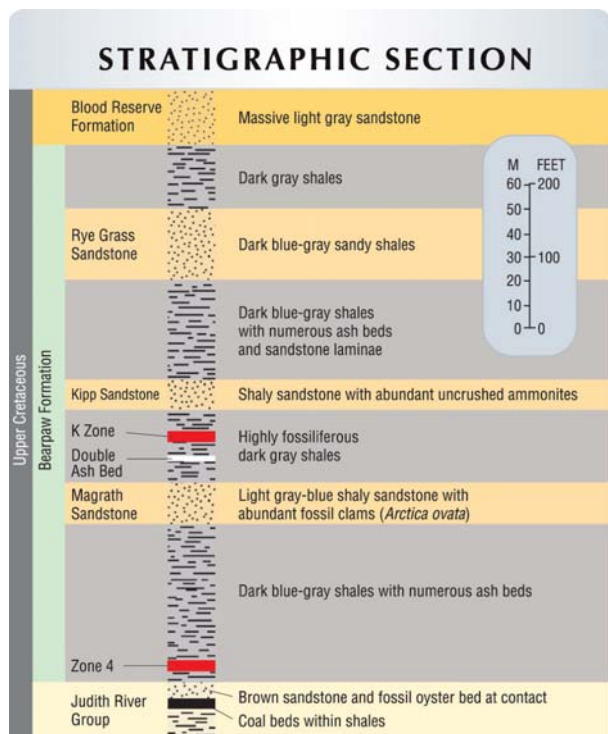 STRATIGRAPHIC SECTION
Upper Cretaceous
Bearpaw Formation
Blood Reserve
Formation
Massive light gray sandstone
Dark gray shales
M FEET
60 200
50
40
30 100
20
10
0 0
Rye Grass
Sandstone
Dark blue-gray sandy shales
Dark blue-gray shales
with numerous ash beds
and sandstone laminae
Kipp Sandstone
Shaly sandstone with abundant uncrushed ammonites
K Zone
Double
Ash Bed
Highly fossiliferous
dark gray shales
Magrath
Sandstone
Light gray-blue shaly sandstone with
abundant fossil clams (Arctica ovata)
Dark blue-gray shales with numerous ash beds
Zone 4
Judith River
Group
Brown sandstone and fossil oyster bed at contact
Coal beds within shales